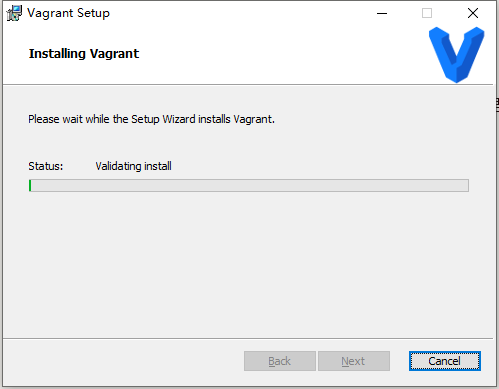 Vagrant Setup
Installing Vagrant
Please wait while the Setup Wizard installs Vagrant.
Status: Validating install
Back Next Cancel